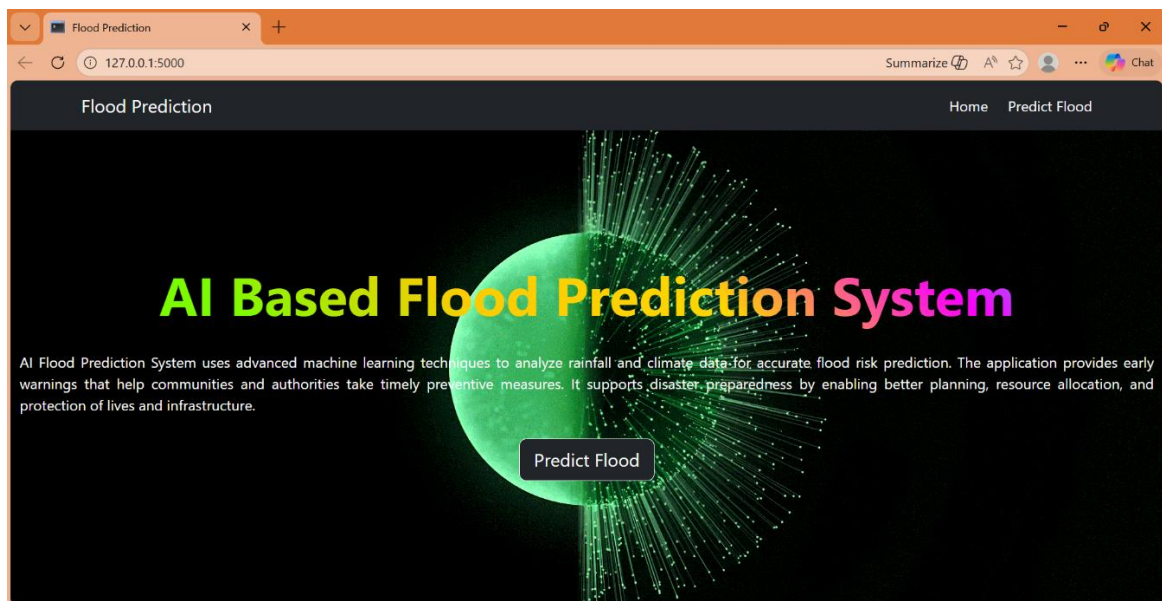 Flood Prediction
127.0.0.1:5000
Summarize
Chat
Flood Prediction
Home Predict Flood
AI Based Flood Prediction System
AI Flood Prediction System uses advanced machine learning techniques to analyze rainfall and climate data for accurate flood risk prediction. The application provides early
warnings that help communities and authorities take timely preventive measures. It supports disaster preparedness by enabling better planning, resource allocation, and
protection of lives and infrastructure.
Predict Flood